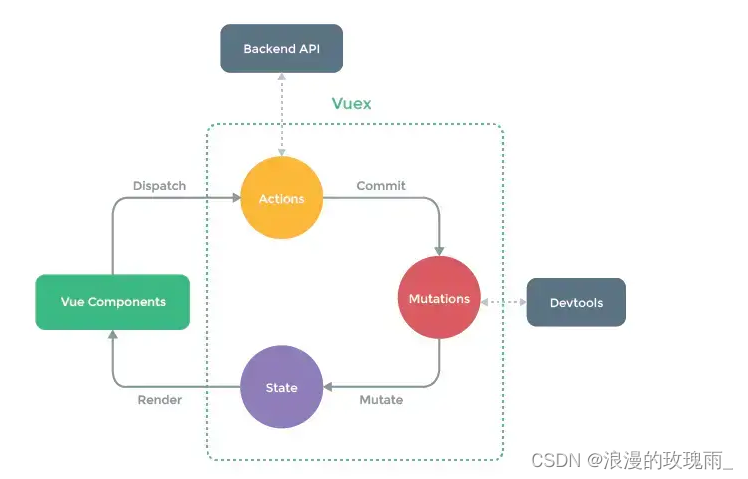 Backend API
Vuex
Dispatch
Actions
Commit
Vue Components
Mutations
Devtools
State
Render
Mutate
CSDN @浪漫的玫瑰雨_